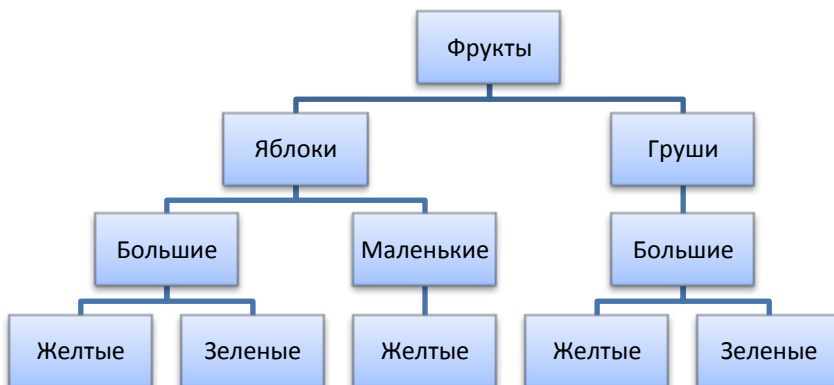 Фрукты
Яблоки
Груши
Большие
Маленькие
Большие
Желтые
Зеленые
Желтые
Желтые
Зеленые